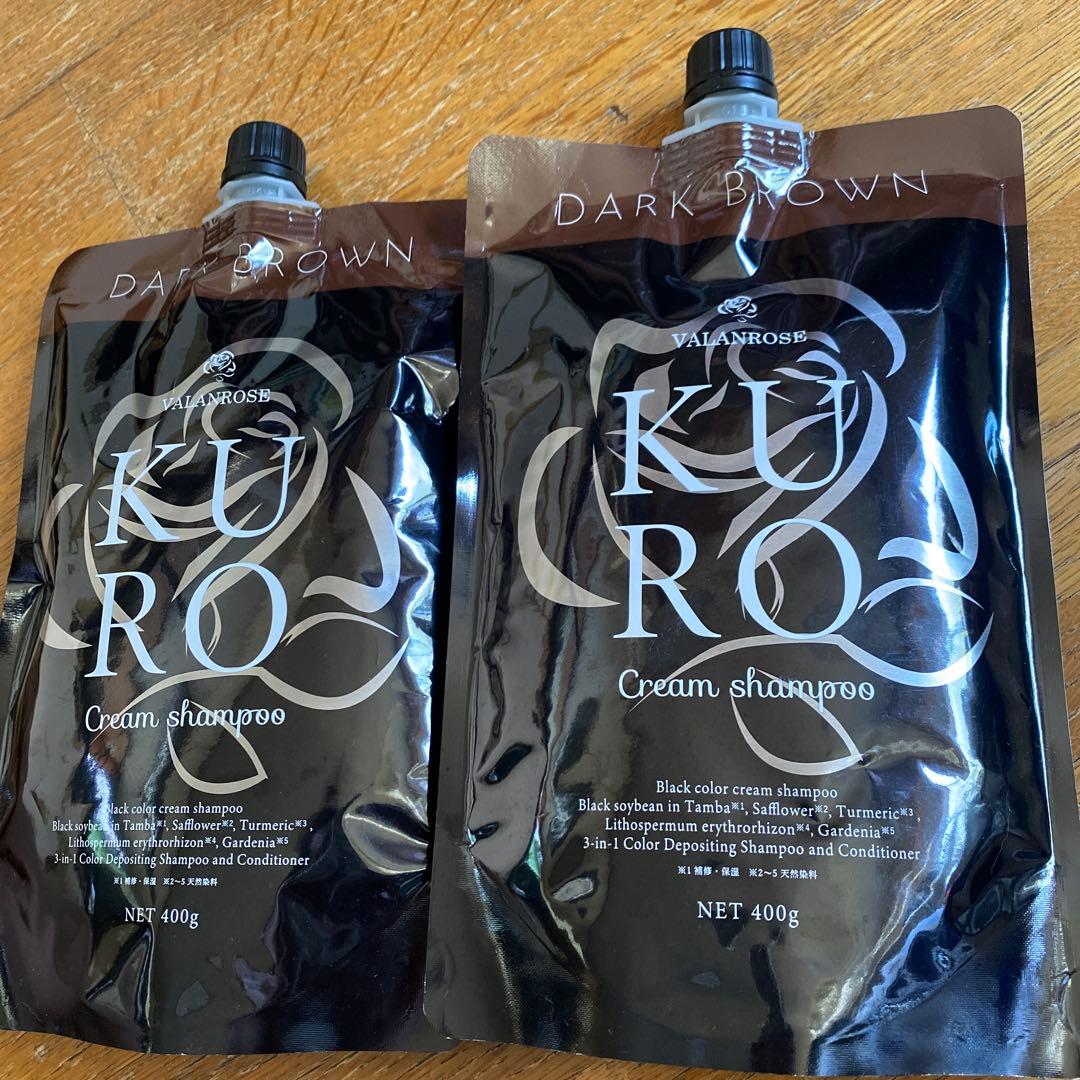 DARK BROWN
VALANROSE
KU
RO
Cream shampoo
Black color cream shampoo
Black soybean in Tamba※1, Safflower※2, Turmeric※3,
Lithospermum erythrorhizon※4, Gardenia※5
3-in-1 Color Depositing Shampoo and Conditioner
※1 補修・保湿 ※2～5 天然染料
NET 400g
DARK BROWN
VALANROSE
KU
RO
Cream shampoo
Black color cream shampoo
Black soybean in Tamba※1, Safflower※2, Turmeric※3,
Lithospermum erythrorhizon※4, Gardenia※5
3-in-1 Color Depositing Shampoo and Conditioner
※1 補修・保湿 ※2～5 天然染料
NET 400g